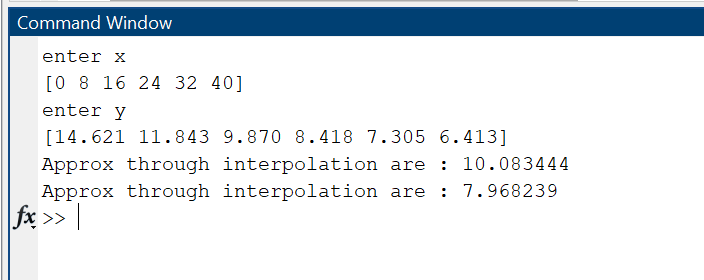 Command Window
enter x
[0 8 16 24 32 40]
enter y
[14.621 11.843 9.870 8.418 7.305 6.413]
Approx through interpolation are : 10.083444
Approx through interpolation are : 7.968239
fx >>